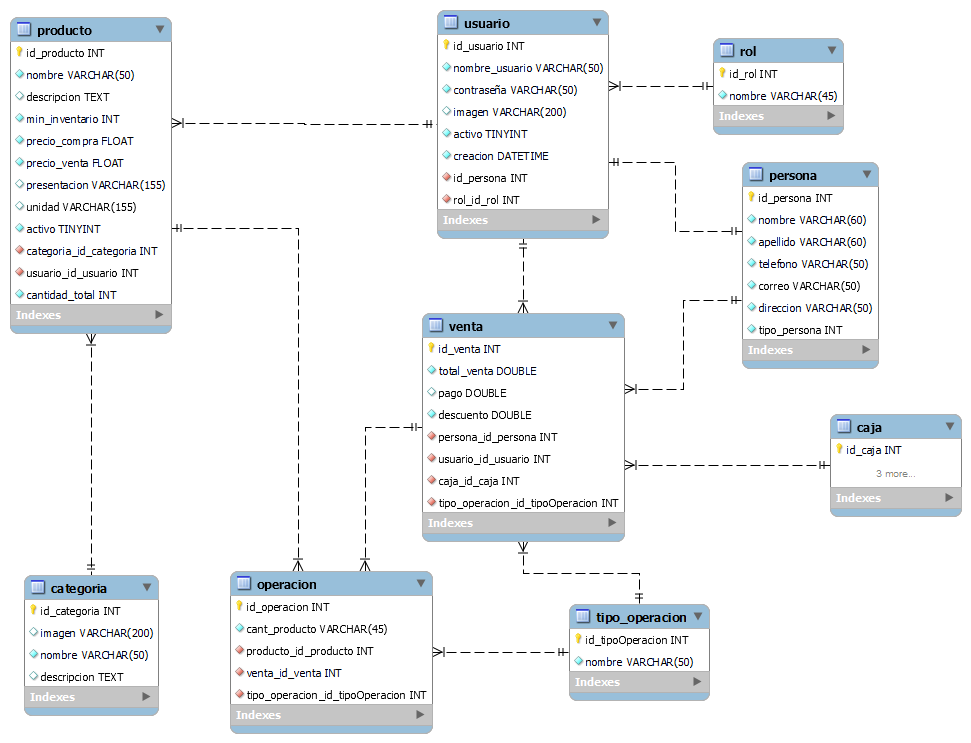 producto
id_producto INT
nombre VARCHAR(50)
descripcion TEXT
min_inventario INT
precio_compra FLOAT
precio_venta FLOAT
presentacion VARCHAR(155)
unidad VARCHAR(155)
activo TINYINT
categoria_id_categoria INT
usuario_id_usuario INT
cantidad_total INT
Indexes
usuario
id_usuario INT
nombre_usuario VARCHAR(50)
contraseña VARCHAR(50)
imagen VARCHAR(200)
activo TINYINT
creacion DATETIME
id_persona INT
rol_id_rol INT
Indexes
rol
id_rol INT
nombre VARCHAR(45)
Indexes
persona
id_persona INT
nombre VARCHAR(60)
apellido VARCHAR(60)
telefono VARCHAR(50)
correo VARCHAR(50)
direccion VARCHAR(50)
tipo_persona INT
Indexes
venta
id_venta INT
total_venta DOUBLE
pago DOUBLE
descuento DOUBLE
persona_id_persona INT
usuario_id_usuario INT
caja_id_caja INT
tipo_operacion_id_tipoOperacion INT
Indexes
caja
id_caja INT
3 more...
Indexes
categoria
id_categoria INT
imagen VARCHAR(200)
nombre VARCHAR(50)
descripcion TEXT
Indexes
operacion
id_operacion INT
cant_producto VARCHAR(45)
producto_id_producto INT
venta_id_venta INT
tipo_operacion_id_tipoOperacion INT
Indexes
tipo_operacion
id_tipoOperacion INT
nombre VARCHAR(50)
Indexes